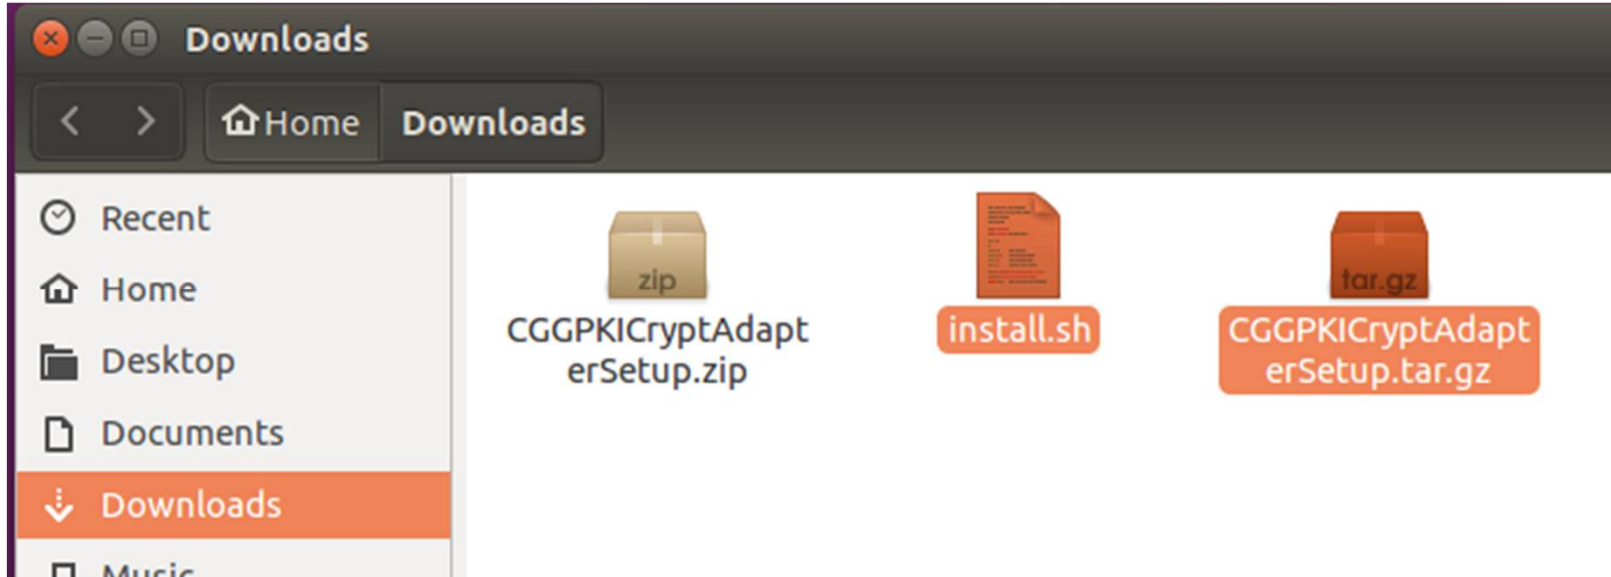 Downloads
Home Downloads
Recent
Home
Desktop
Documents
Downloads
Music
zip
CGGPKICryptAdapt
erSetup.zip
install.sh
tar.gz
CGGPKICryptAdapt
erSetup.tar.gz